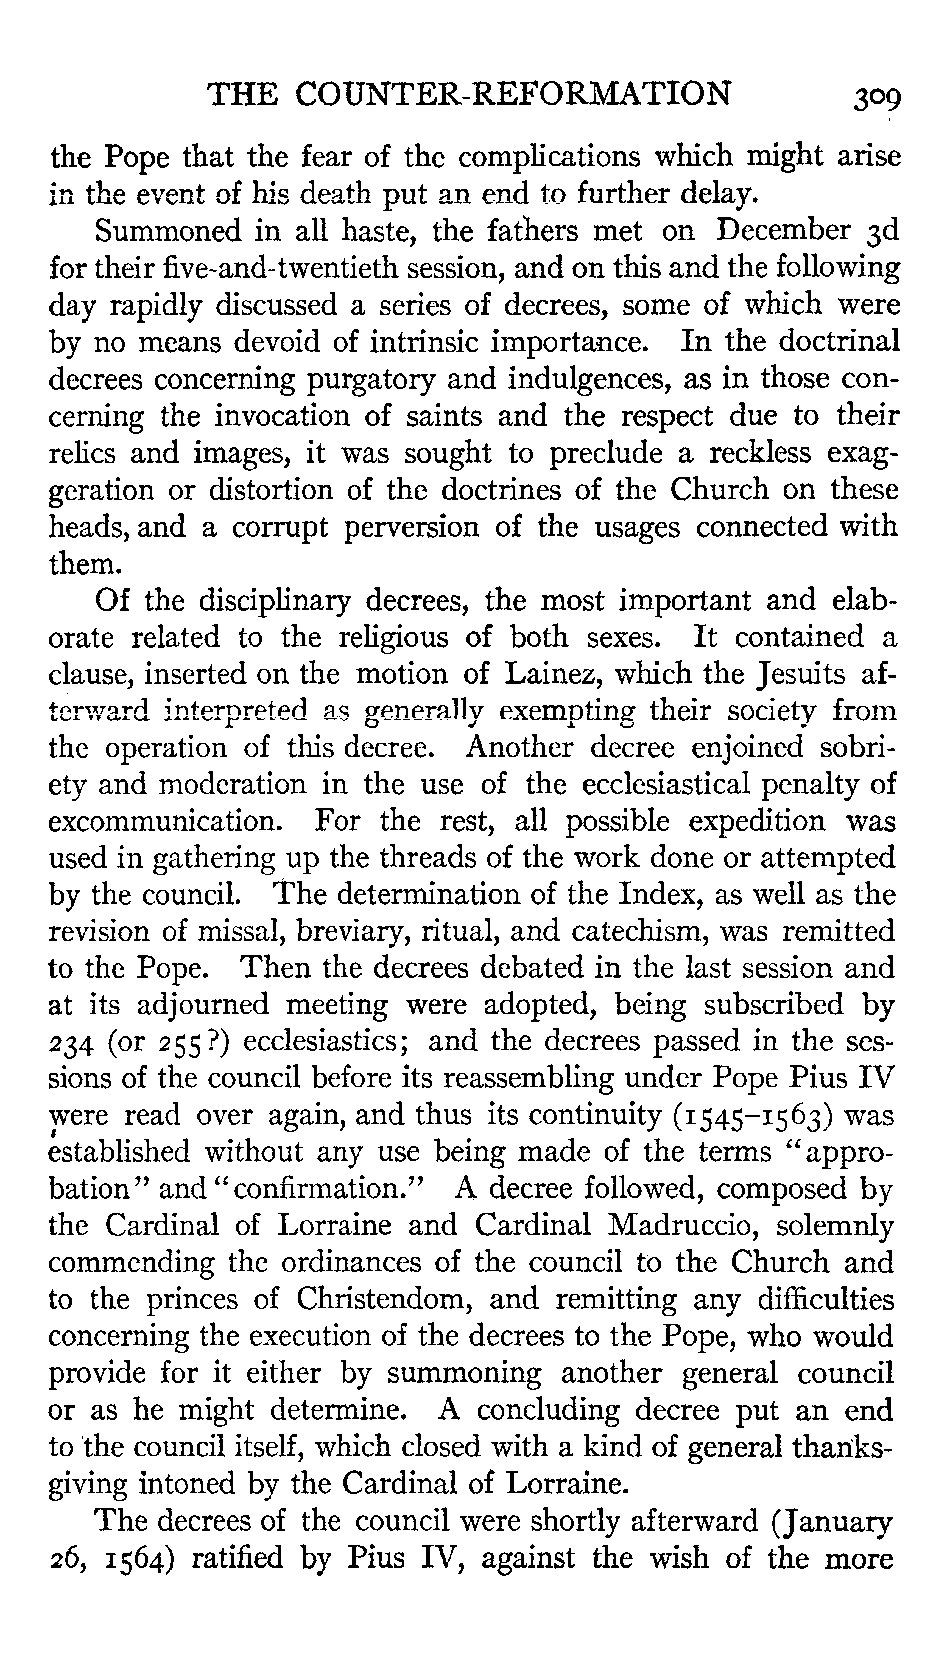 THE COUNTER-REFORMATION 309
the Pope that the fear of the complications which might arise
in the event of his death put an end to further delay.
Summoned in all haste, the fathers met on December 3d
for their five-and-twentieth session, and on this and the following
day rapidly discussed a series of decrees, some of which were
by no means devoid of intrinsic importance. In the doctrinal
decrees concerning purgatory and indulgences, as in those con-
cerning the invocation of saints and the respect due to their
relics and images, it was sought to preclude a reckless exag-
geration or distortion of the doctrines of the Church on these
heads, and a corrupt perversion of the usages connected with
them.
Of the disciplinary decrees, the most important and elab-
orate related to the religious of both sexes. It contained a
clause, inserted on the motion of Lainez, which the Jesuits af-
terward interpreted as generally exempting their society from
the operation of this decree. Another decree enjoined sobri-
ety and moderation in the use of the ecclesiastical penalty of
excommunication. For the rest, all possible expedition was
used in gathering up the threads of the work done or attempted
by the council. The determination of the Index, as well as the
revision of missal, breviary, ritual, and catechism, was remitted
to the Pope. Then the decrees debated in the last session and
at its adjourned meeting were adopted, being subscribed by
234 (or 255?) ecclesiastics; and the decrees passed in the ses-
sions of the council before its reassembling under Pope Pius IV
were read over again, and thus its continuity (1545–1563) was
established without any use being made of the terms “appro-
bation” and “confirmation.” A decree followed, composed by
the Cardinal of Lorraine and Cardinal Madruccio, solemnly
commending the ordinances of the council to the Church and
to the princes of Christendom, and remitting any difficulties
concerning the execution of the decrees to the Pope, who would
provide for it either by summoning another general council
or as he might determine. A concluding decree put an end
to the council itself, which closed with a kind of general thanks-
giving intoned by the Cardinal of Lorraine.
The decrees of the council were shortly afterward (January
26, 1564) ratified by Pius IV, against the wish of the more